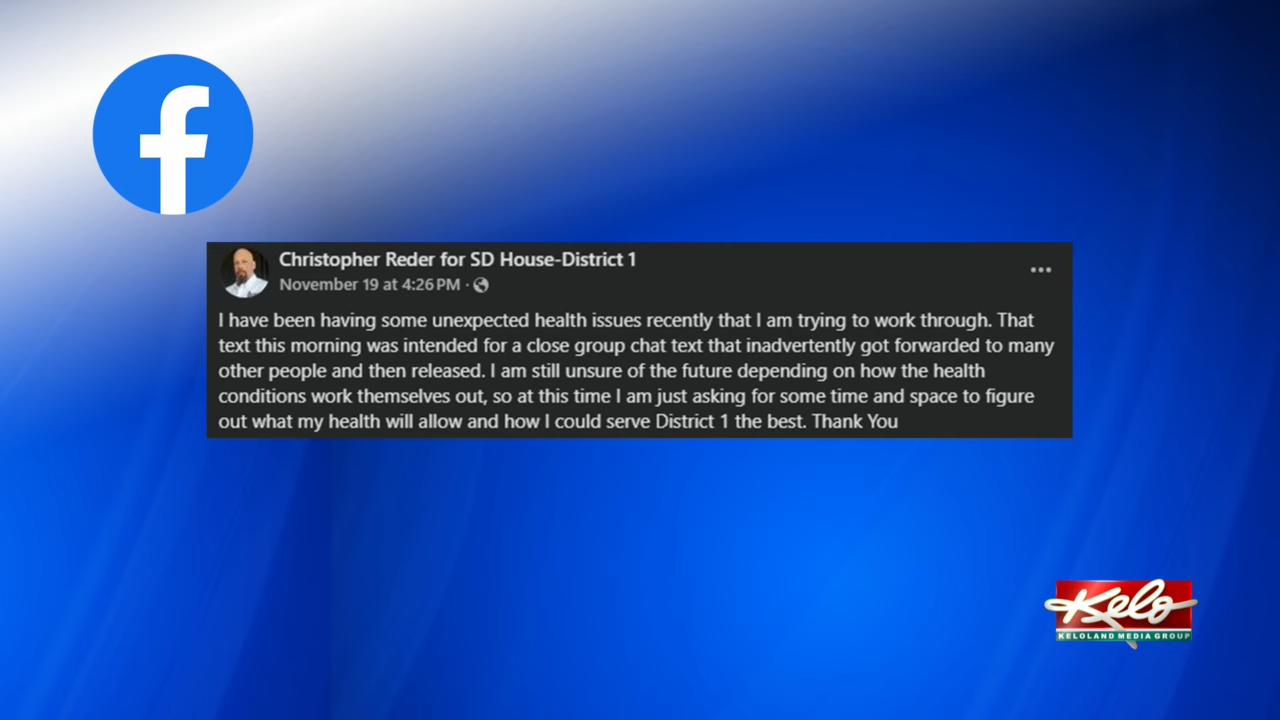 f
Christopher Reder for SD House-District 1
November 19 at 4:26 PM ·
I have been having some unexpected health issues recently that I am trying to work through. That
text this morning was intended for a close group chat text that inadvertently got forwarded to many
other people and then released. I am still unsure of the future depending on how the health
conditions work themselves out, so at this time I am just asking for some time and space to figure
out what my health will allow and how I could serve District 1 the best. Thank You
Kelo
KELOLAND MEDIA GROUP